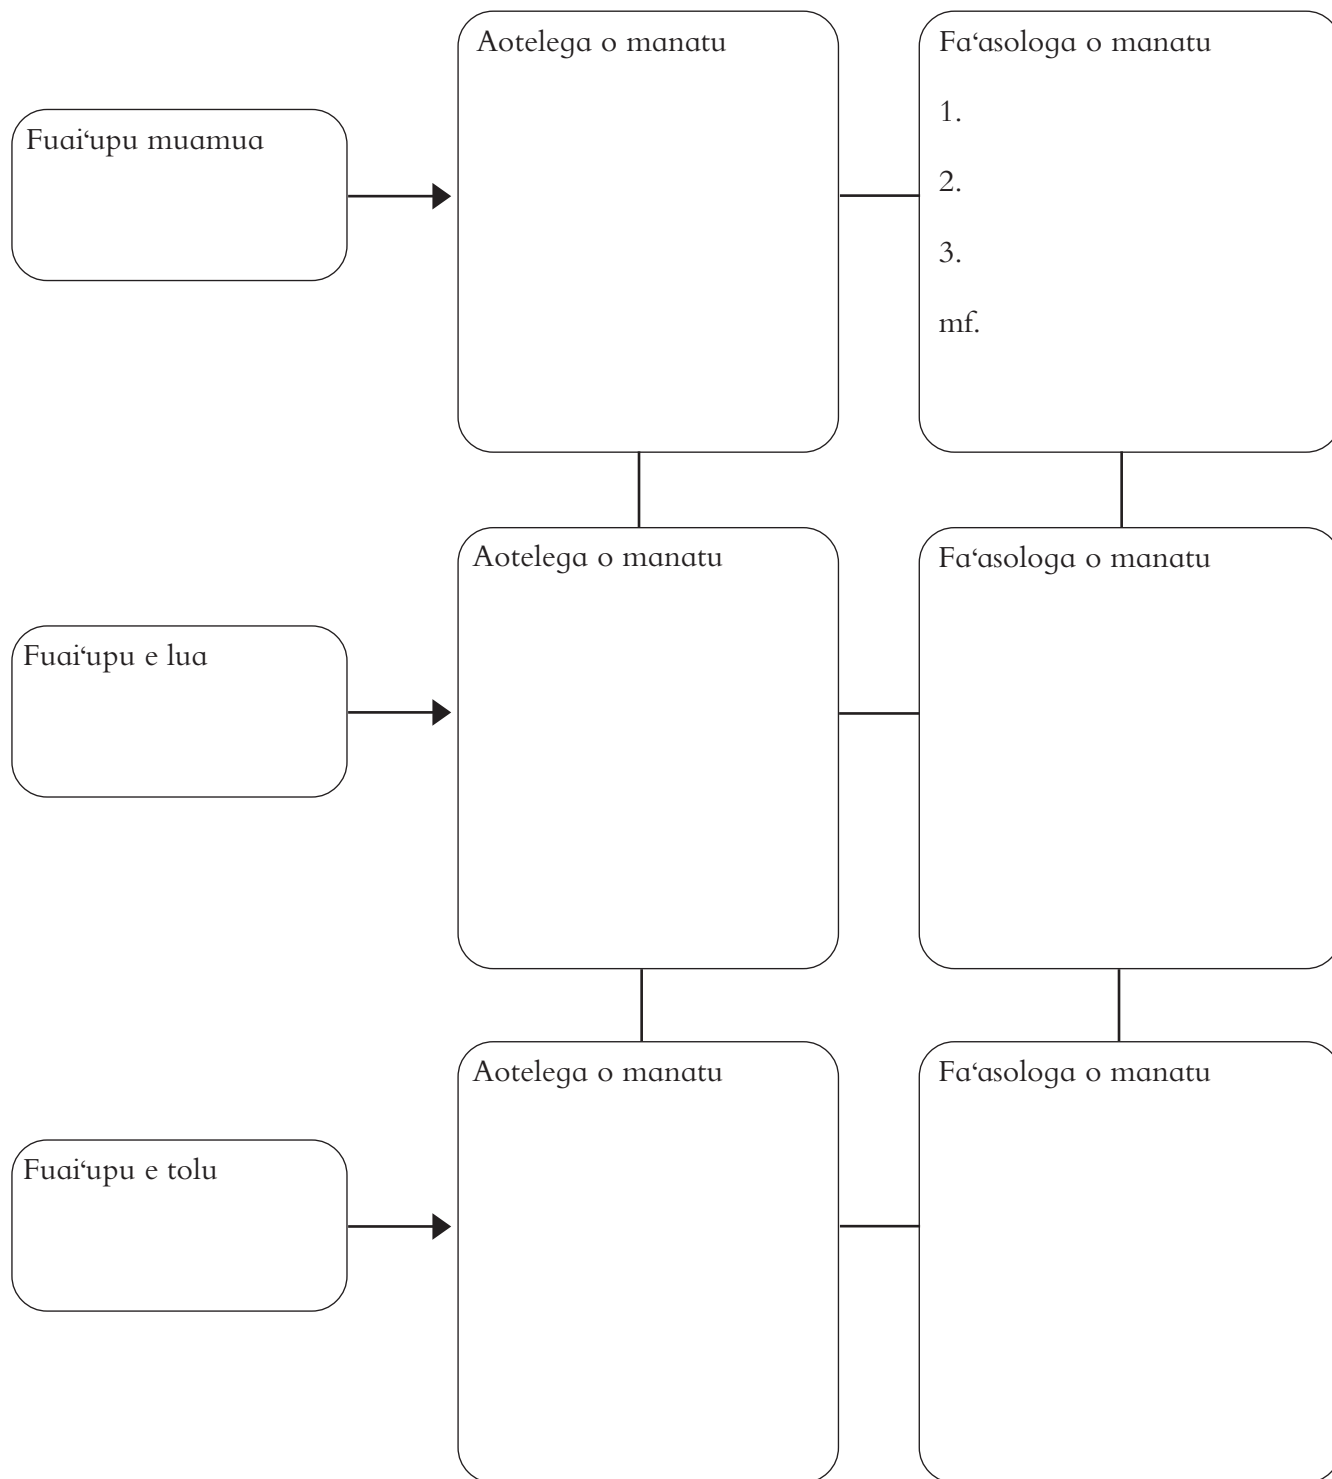 Aotelega o manatu
Fa‘asologa o manatu
1.
Fuai‘upu muamua
2.
3.
mf.
Aotelega o manatu
Fa‘asologa o manatu
Fuai‘upu e lua
Aotelega o manatu
Fa‘asologa o manatu
Fuai‘upu e tolu